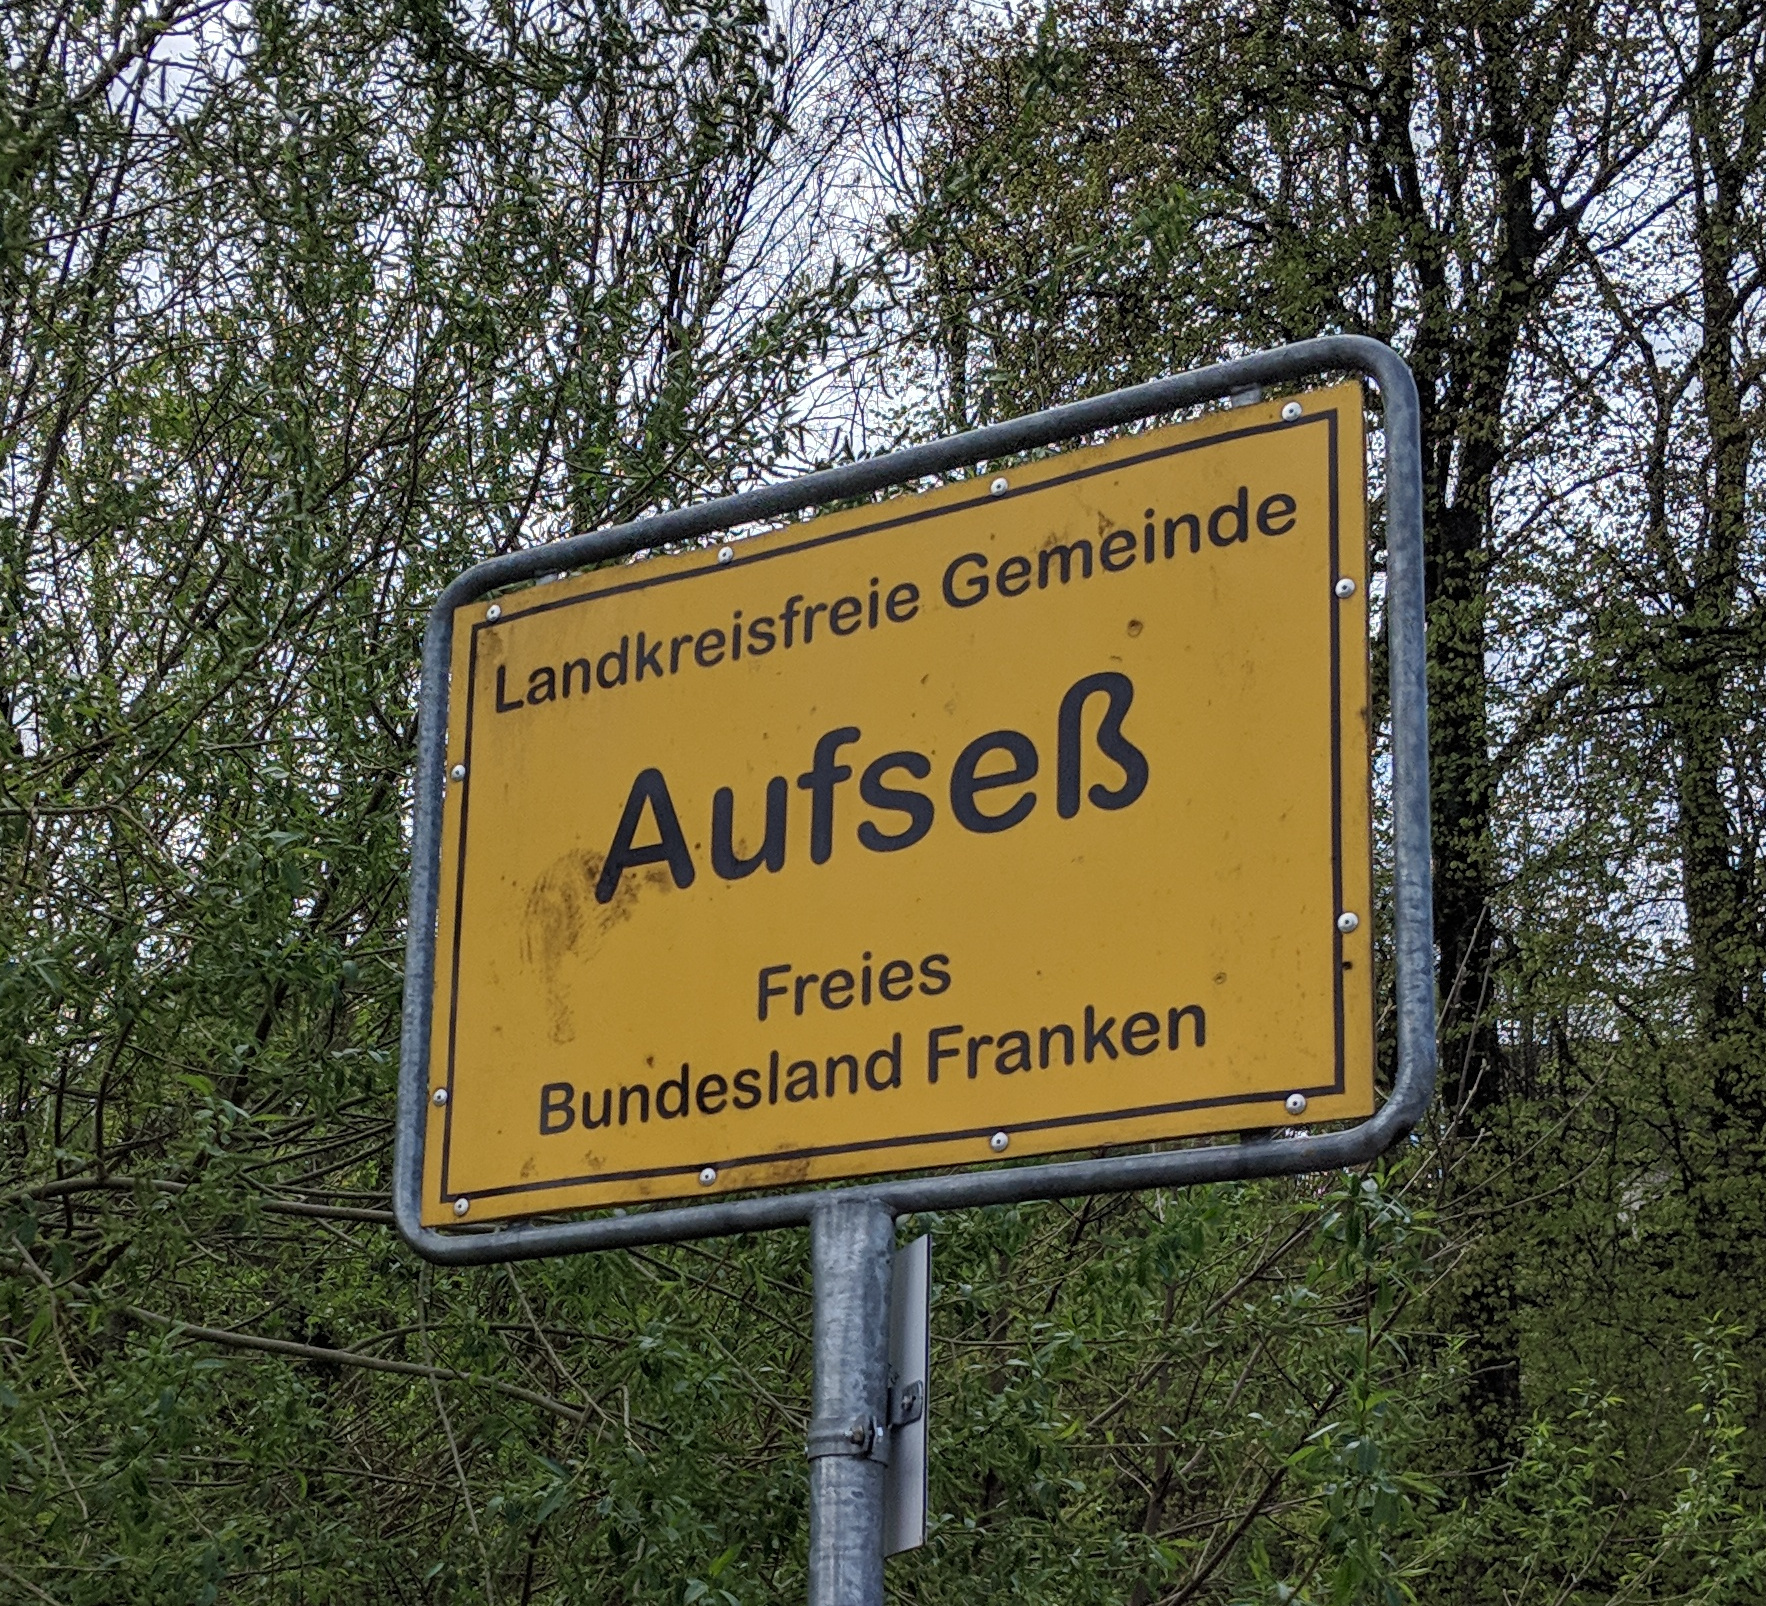 Landkreisfreie Gemeinde
Aufseß
Freies
Bundesland Franken